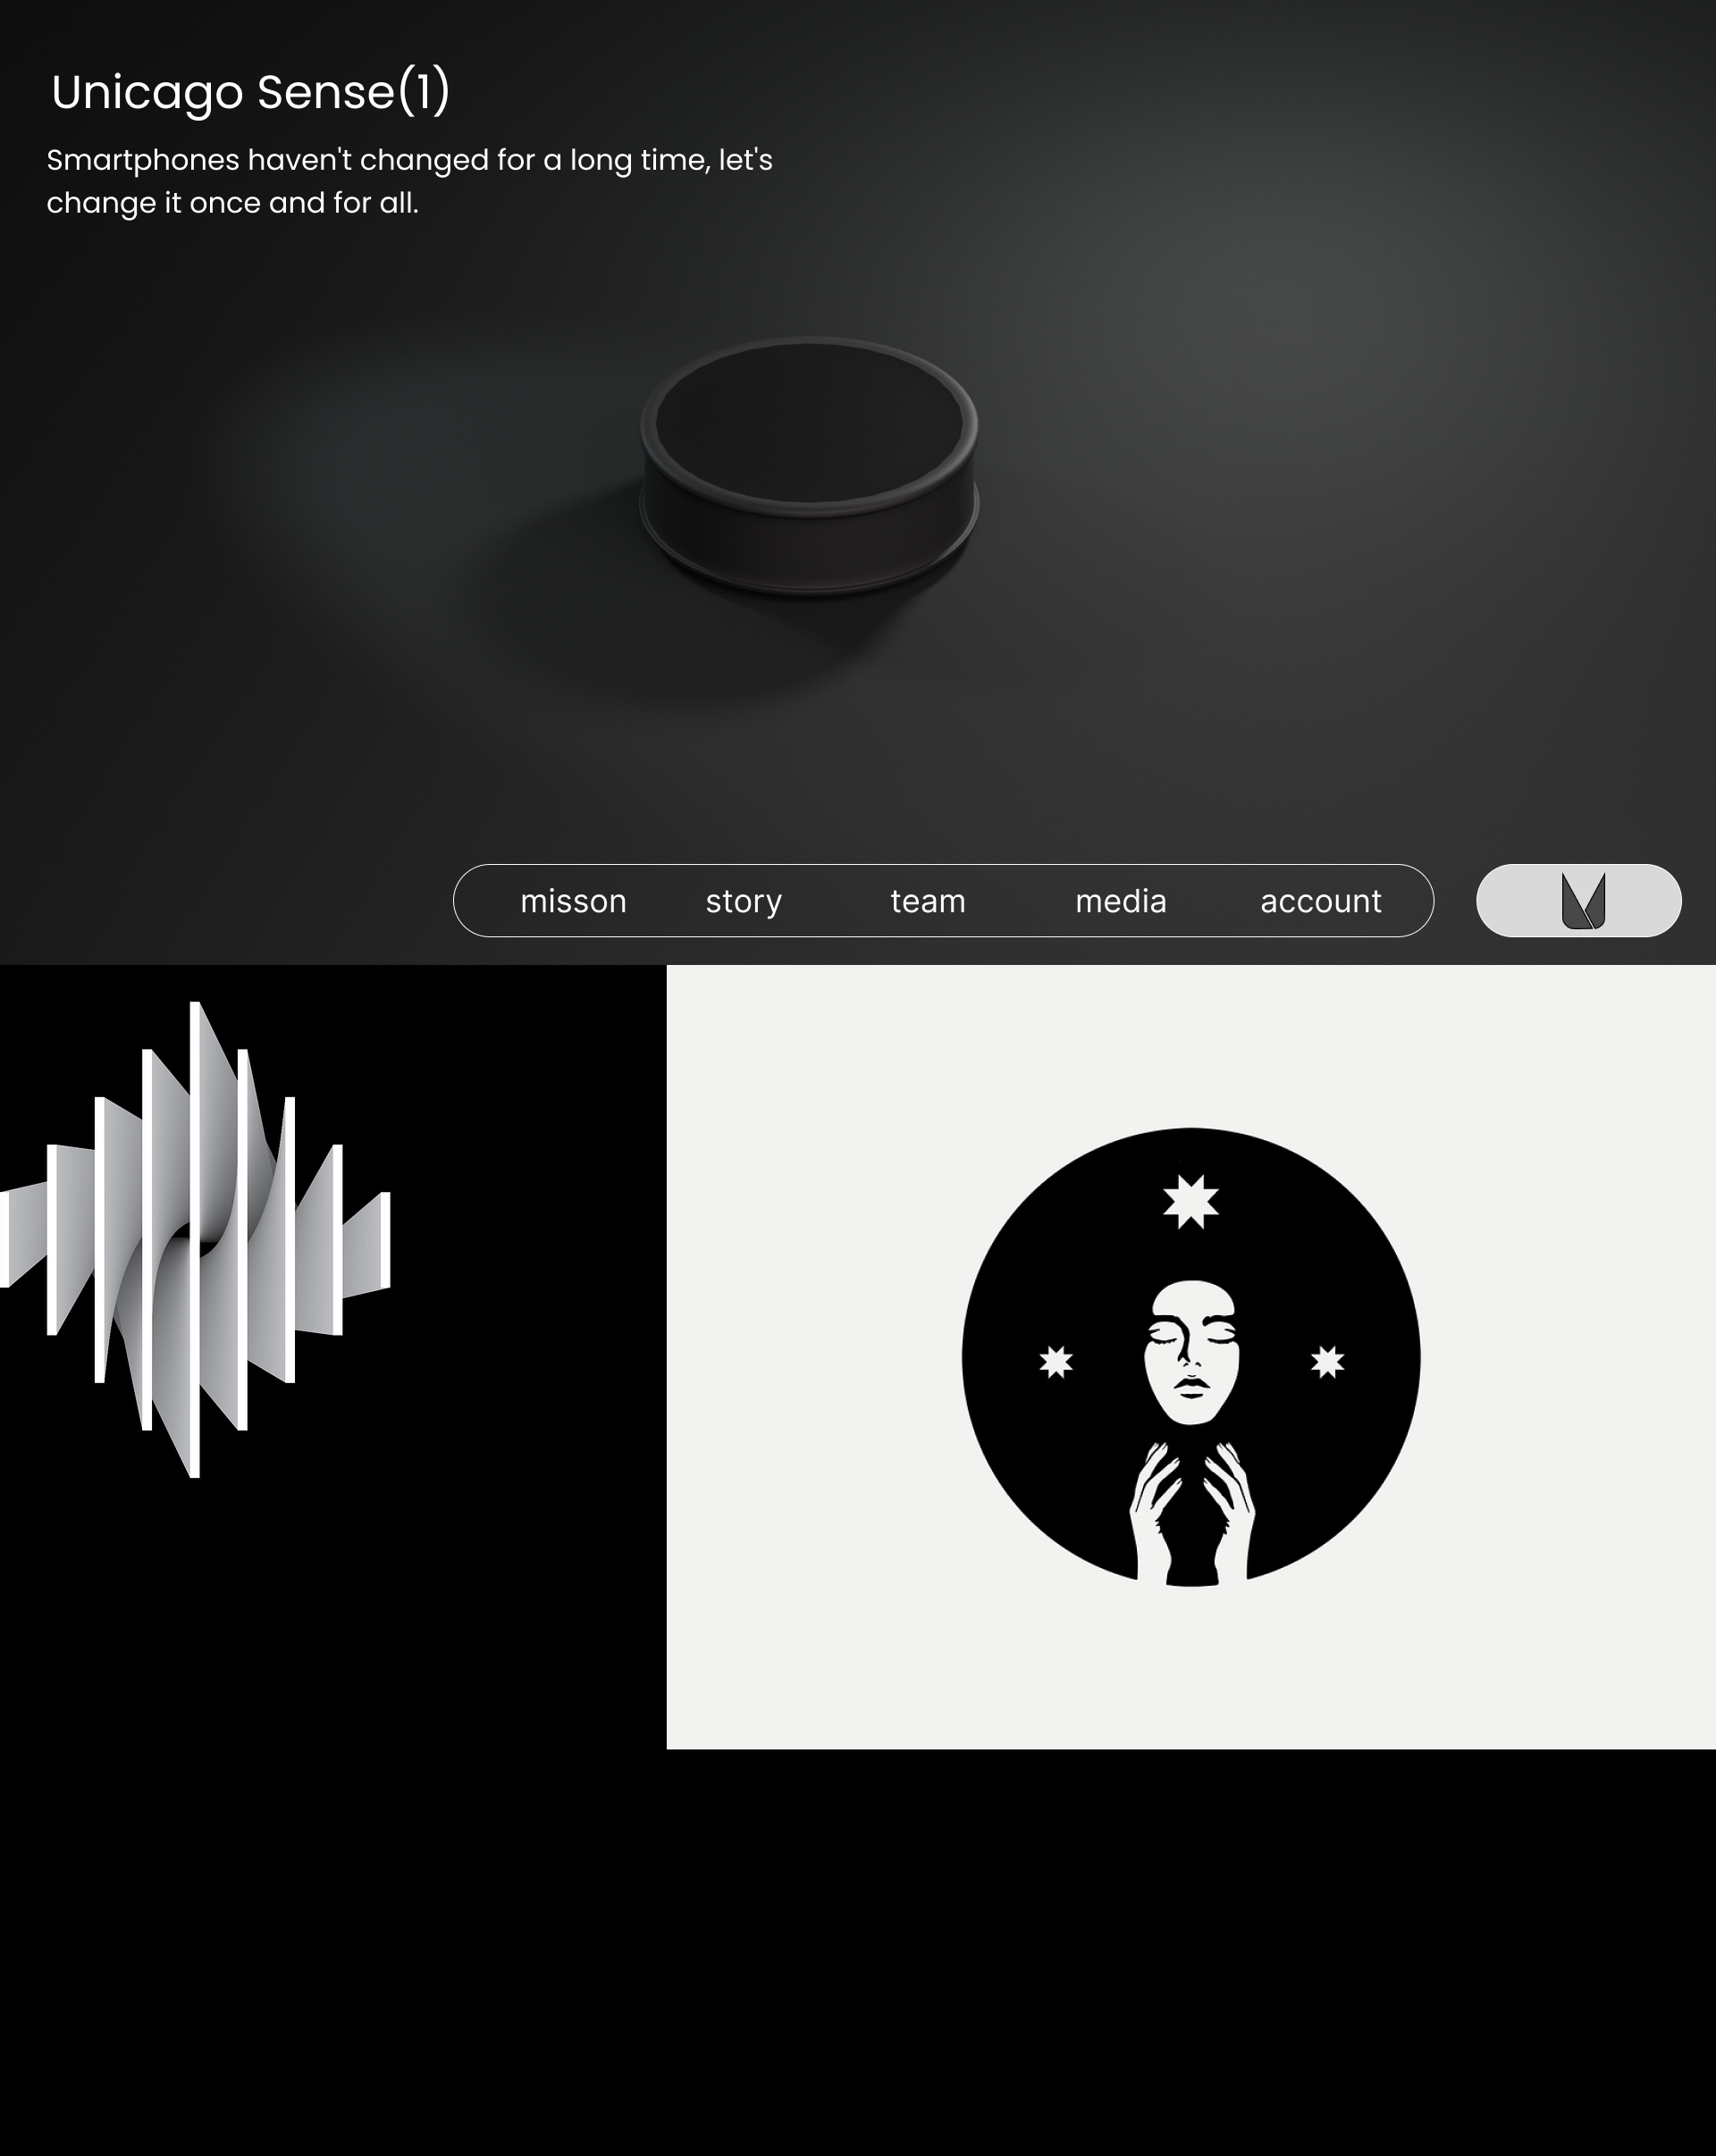 Unicago Sense(1)
Smartphones haven't changed for a long time, let's
change it once and for all.
misson story team media account